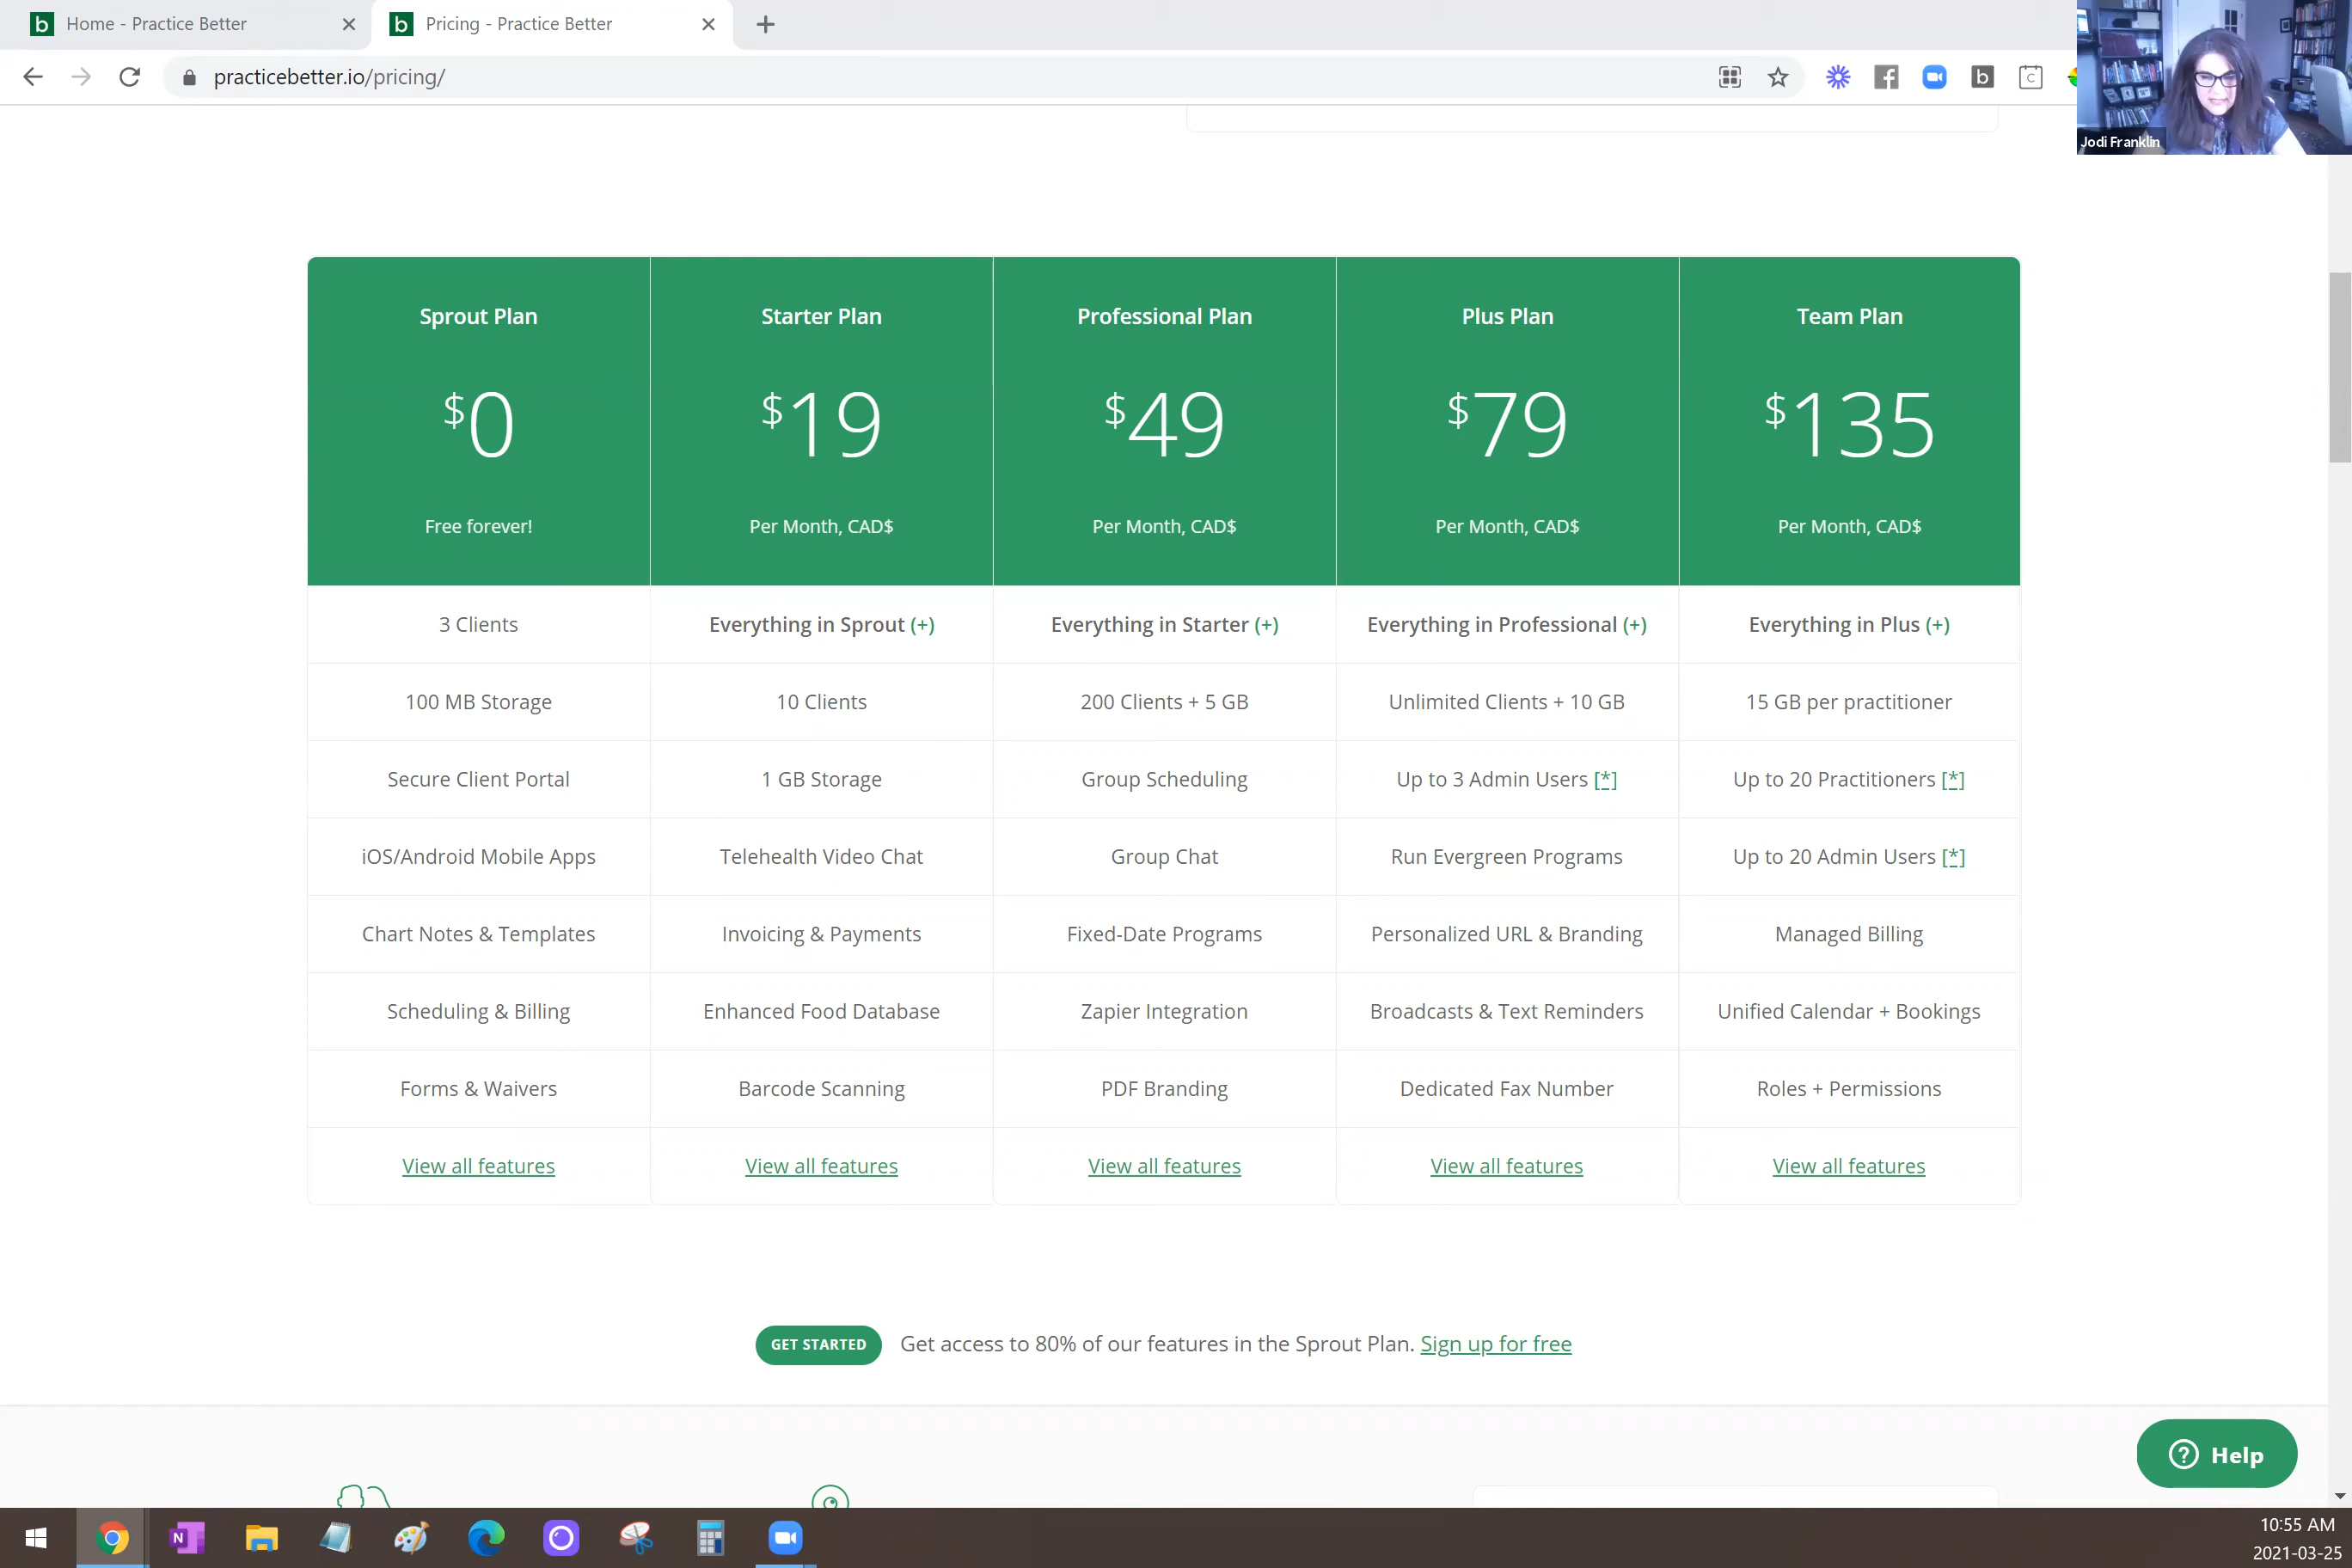 b Home - Practice Better
b Pricing - Practice Better
practicebetter.io/pricing/
b
C
Jodi Franklin
Sprout Plan
$0
Free forever!
3 Clients
100 MB Storage
Secure Client Portal
iOS/Android Mobile Apps
Chart Notes & Templates
Scheduling & Billing
Forms & Waivers
View all features
Starter Plan
$19
Per Month, CAD$
Everything in Sprout (+)
10 Clients
1 GB Storage
Telehealth Video Chat
Invoicing & Payments
Enhanced Food Database
Barcode Scanning
View all features
Professional Plan
$49
Per Month, CAD$
Everything in Starter (+)
200 Clients + 5 GB
Group Scheduling
Group Chat
Fixed-Date Programs
Zapier Integration
PDF Branding
View all features
Plus Plan
$79
Per Month, CAD$
Everything in Professional (+)
Unlimited Clients + 10 GB
Up to 3 Admin Users [*]
Run Evergreen Programs
Personalized URL & Branding
Broadcasts & Text Reminders
Dedicated Fax Number
View all features
Team Plan
$135
Per Month, CAD$
Everything in Plus (+)
15 GB per practitioner
Up to 20 Practitioners [*]
Up to 20 Admin Users [*]
Managed Billing
Unified Calendar + Bookings
Roles + Permissions
View all features
GET STARTED Get access to 80% of our features in the Sprout Plan. Sign up for free
? Help
N
10:55 AM
2021-03-25